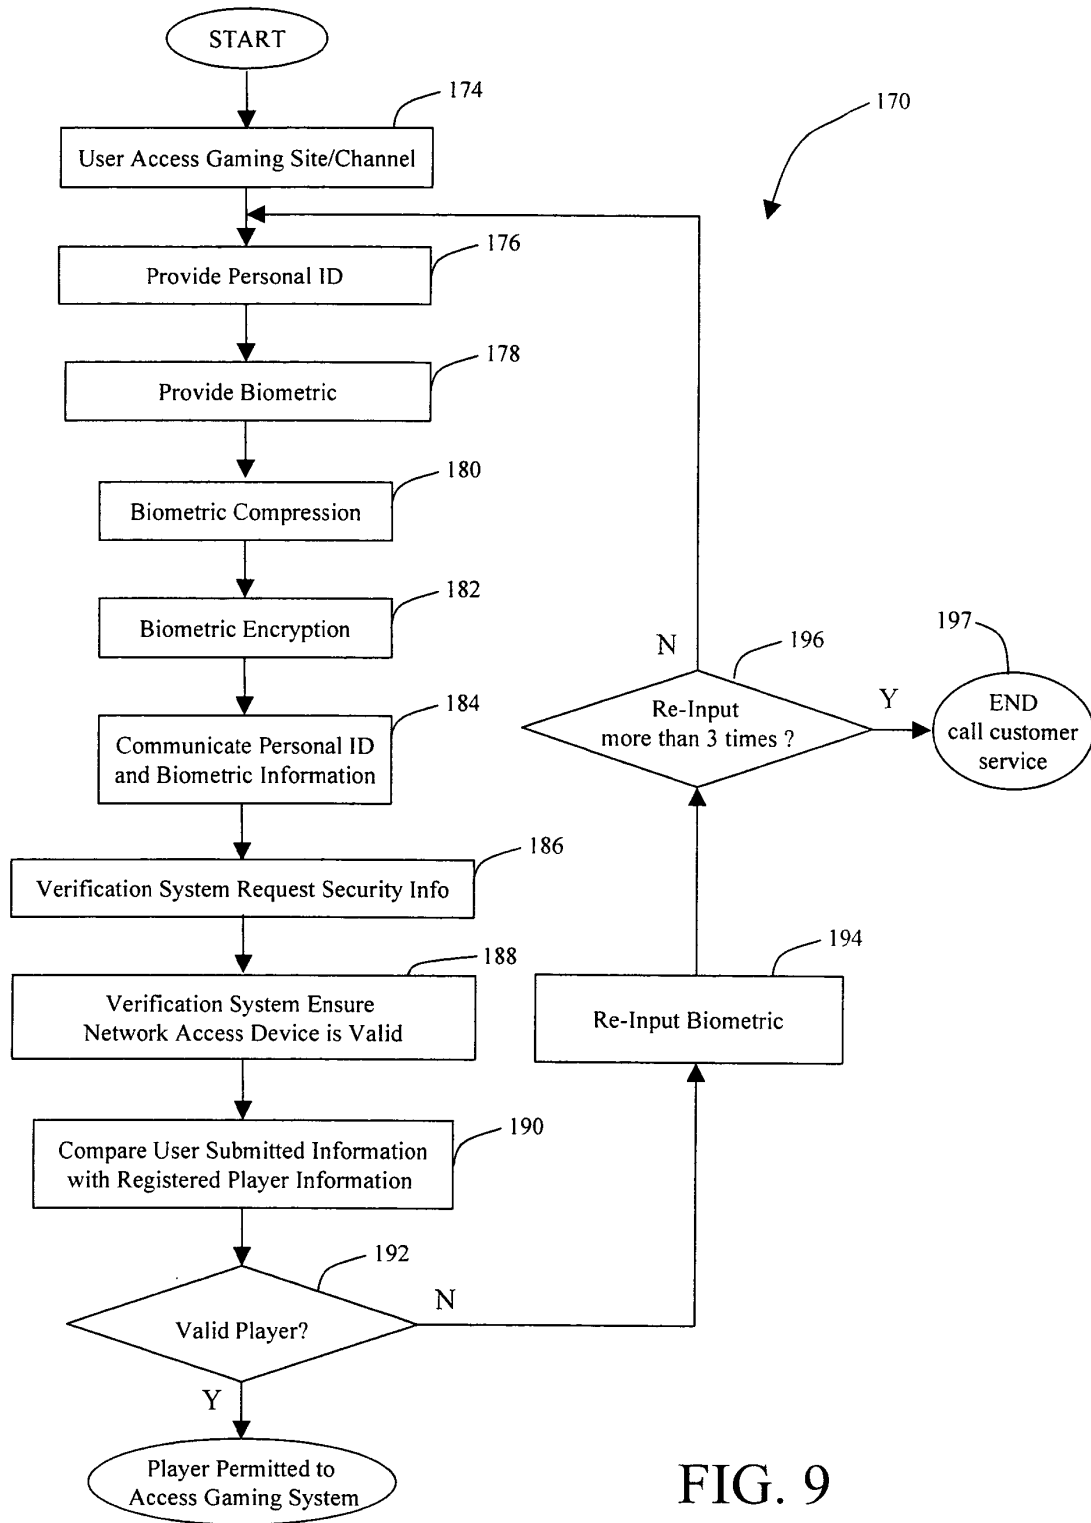 START
174
170
User Access Gaming Site/Channel
176
Provide Personal ID
178
Provide Biometric
180
Biometric Compression
182
Biometric Encryption
184
Communicate Personal ID
and Biometric Information
186
Verification System Request Security Info
188
Verification System Ensure
Network Access Device is Valid
190
Compare User Submitted Information
with Registered Player Information
192
Valid Player?
N
Y
Player Permitted to
Access Gaming System
194
Re-Input Biometric
196
N
Re-Input
more than 3 times ?
Y
197
END
call customer
service
FIG. 9